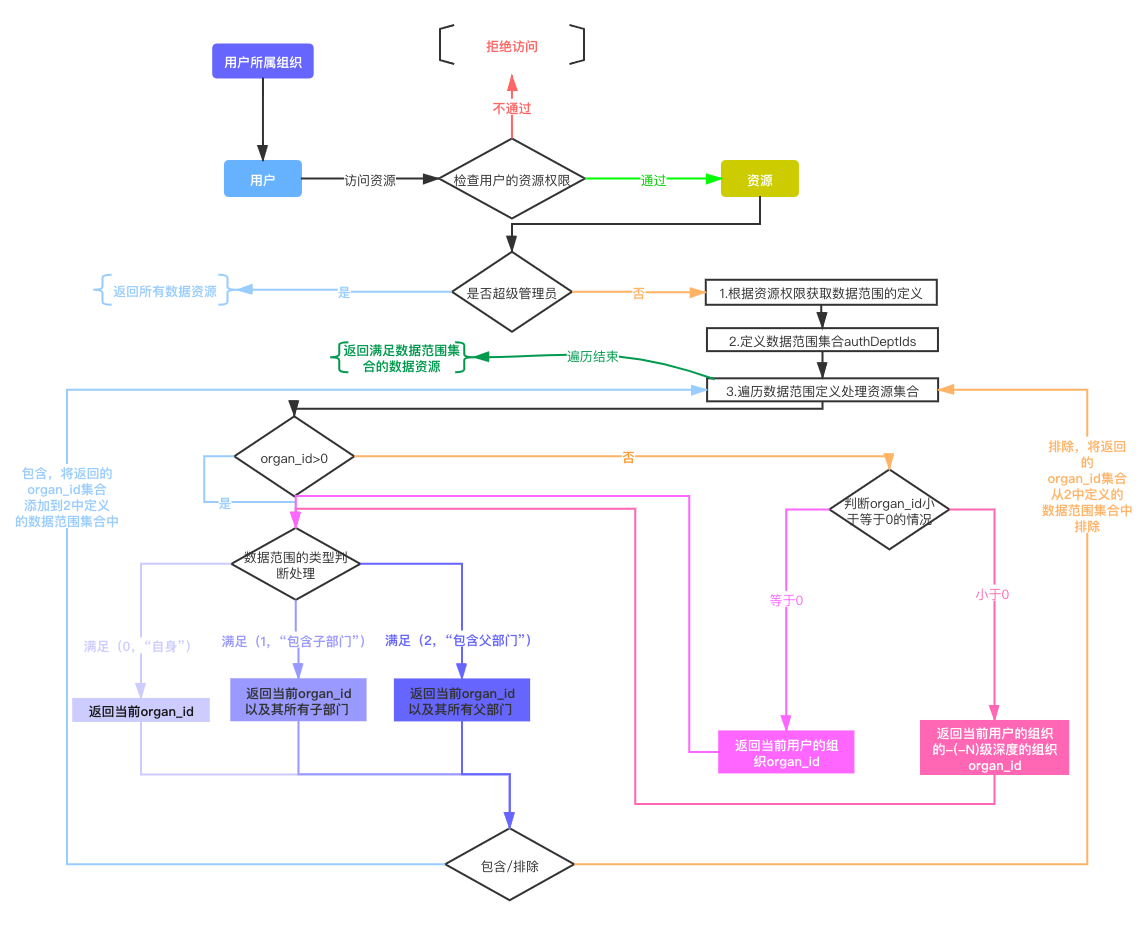 拒绝访问
用户所属组织
不通过
用户
访问资源
检查用户的资源权限
通过
资源
返回所有数据资源
是
是否超级管理员
否
1.根据资源权限获取数据范围的定义
2.定义数据范围集合authDeptIds
返回满足数据范围集
合的数据资源
遍历结束
3.遍历数据范围定义处理资源集合
organ_id>0
否
是
包含，将返回的
organ_id集合
添加到2中定义
的数据范围集合中
排除，将返回
的
organ_id集合
从2中定义的
数据范围集合中
排除
判断organ_id小
于等于0的情况
数据范围的类型判
断处理
等于0
小于0
满足（0，“自身”）
满足（1，“包含子部门”）
满足（2，“包含父部门”）
返回当前organ_id
返回当前organ_id
以及其所有子部门
返回当前organ_id
以及其所有父部门
返回当前用户的组
织organ_id
返回当前用户的组织
的-(-N)级深度的组织
organ_id
包含/排除